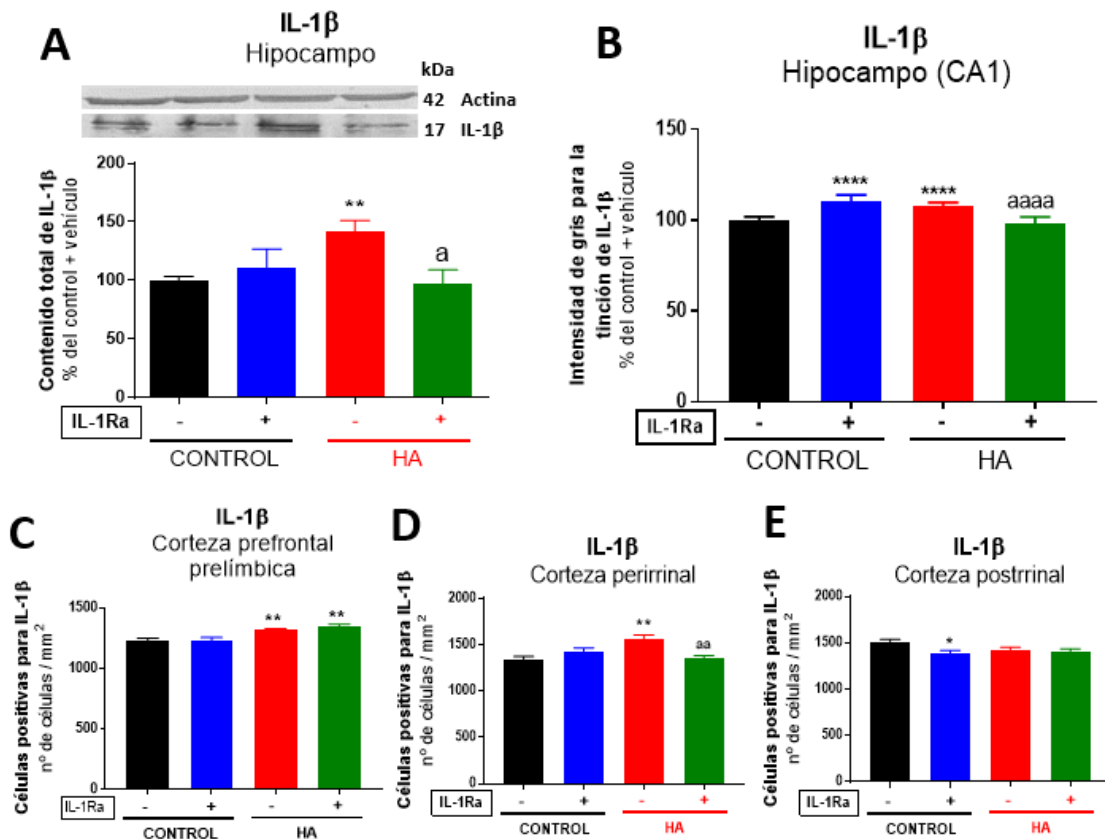 A
IL-1β
Hipocampo
kDa
42 Actina
17 IL-1β
Contenido total de IL-1β
% del control + vehículo
200
150
100
50
0
**
a
IL-1Ra
- + - +
CONTROL HA
B
IL-1β
Hipocampo (CA1)
Intensidad de gris para la
tinción de IL-1β
% del control + vehículo
150
100
50
0
****
****
aaaa
IL-1Ra
- + - +
CONTROL HA
C
IL-1β
Corteza prefrontal
prelímbica
Células positivas para IL-1β
nº de células / mm²
1500
1000
500
0
**
**
IL-1Ra
- + - +
CONTROL HA
D
IL-1β
Corteza perirrinal
Células positivas para IL-1β
nº de células / mm²
2000
1500
1000
500
0
**
aa
IL-1Ra
- + - +
CONTROL HA
E
IL-1β
Corteza postrrinal
Células positivas para IL-1β
nº de células / mm²
2000
1500
1000
500
0
*
IL-1Ra
- + - +
CONTROL HA